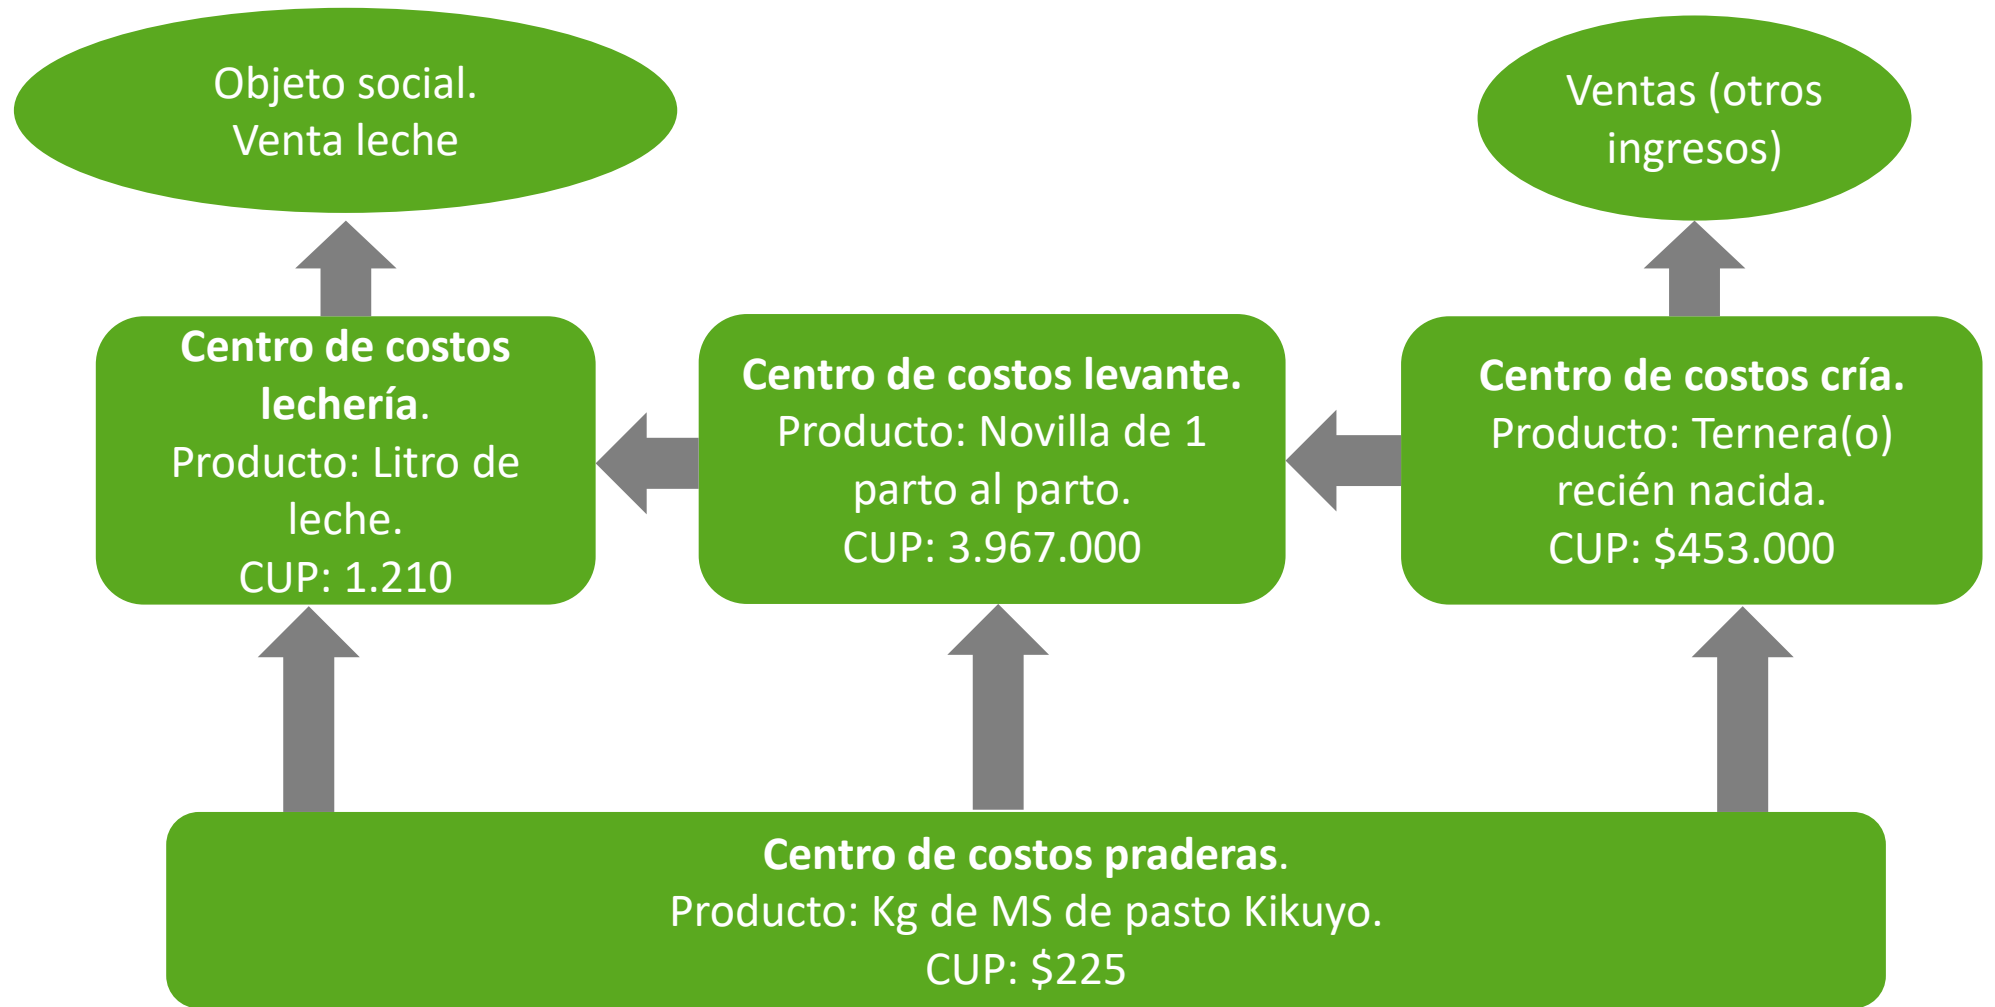 Objeto social.
Venta leche
Ventas (otros
ingresos)
Centro de costos
lechería.
Producto: Litro de
leche.
CUP: 1.210
Centro de costos levante.
Producto: Novilla de 1
parto al parto.
CUP: 3.967.000
Centro de costos cría.
Producto: Ternera(o)
recién nacida.
CUP: $453.000
Centro de costos praderas.
Producto: Kg de MS de pasto Kikuyo.
CUP: $225